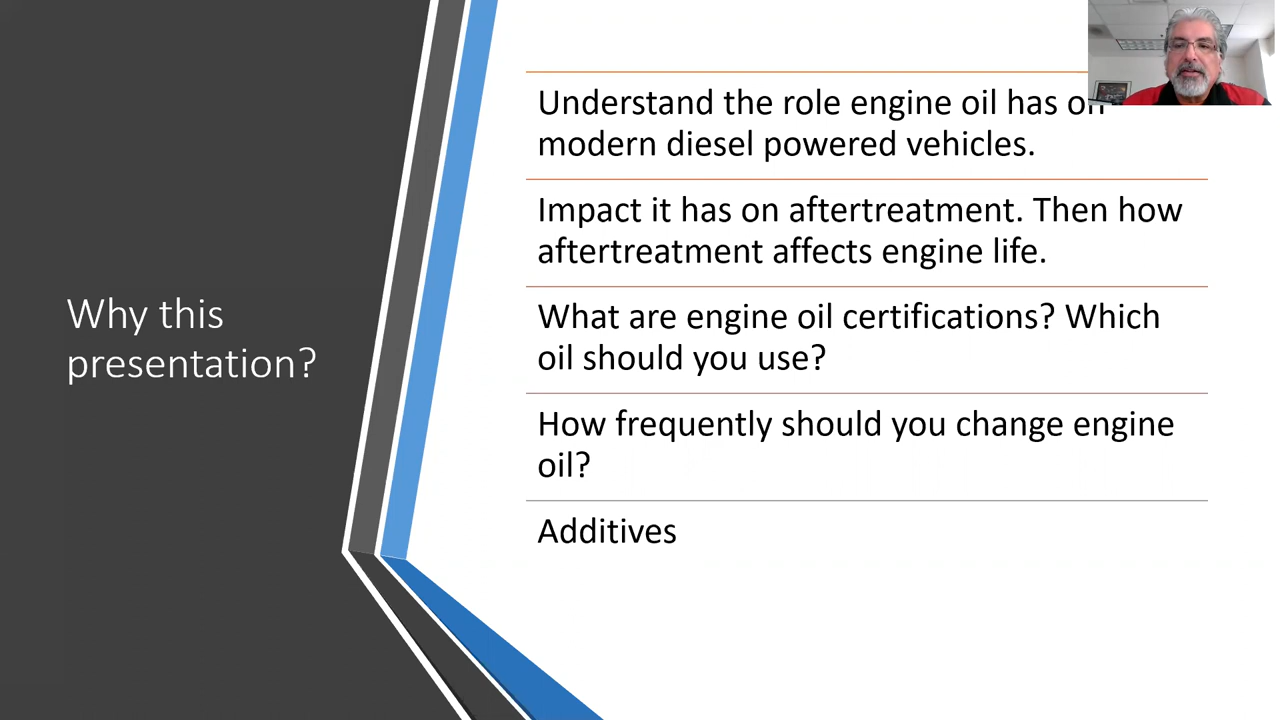 Why this
presentation?
Understand the role engine oil has on
modern diesel powered vehicles.
Impact it has on aftertreatment. Then how
aftertreatment affects engine life.
What are engine oil certifications? Which
oil should you use?
How frequently should you change engine
oil?
Additives